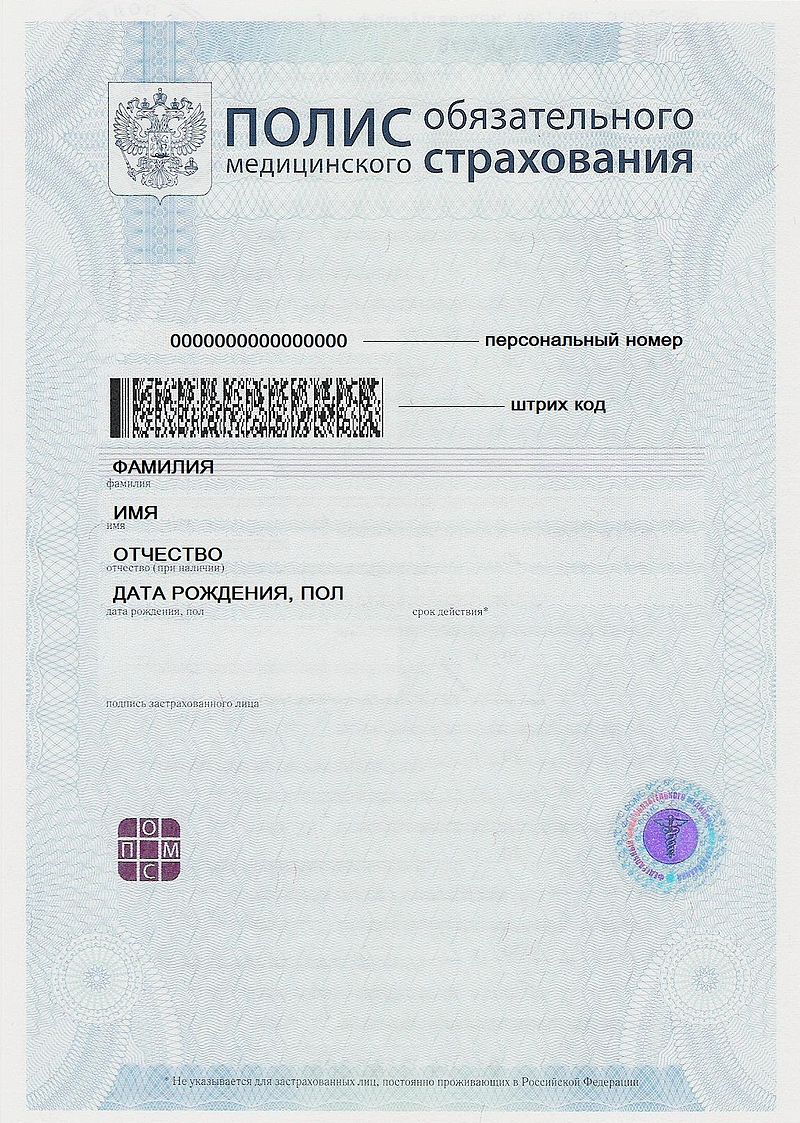 ПОЛИС обязательного
медицинского страхования
0000000000000000 персональный номер
штрих код
ФАМИЛИЯ
фамилия
ИМЯ
имя
ОТЧЕСТВО
отчество (при наличии)
ДАТА РОЖДЕНИЯ, ПОЛ
дата рождения, пол срок действия*
подпись застрахованного лица
О
П М
С
* Не указывается для застрахованных лиц, постоянно проживающих в Российской Федерации